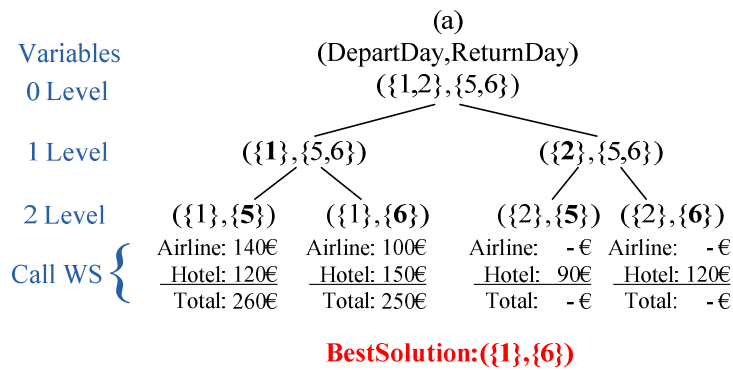 (a)
Variables (DepartDay,ReturnDay)
0 Level ({1,2},{5,6})
1 Level ({1},{5,6}) ({2},{5,6})
2 Level ({1},{5}) ({1},{6}) ({2},{5}) ({2},{6})
Airline: 140€ Airline: 100€ Airline: -€ Airline: -€
Call WS { Hotel: 120€ Hotel: 150€ Hotel: 90€ Hotel: 120€
Total: 260€ Total: 250€ Total: -€ Total: -€
BestSolution:({1},{6})